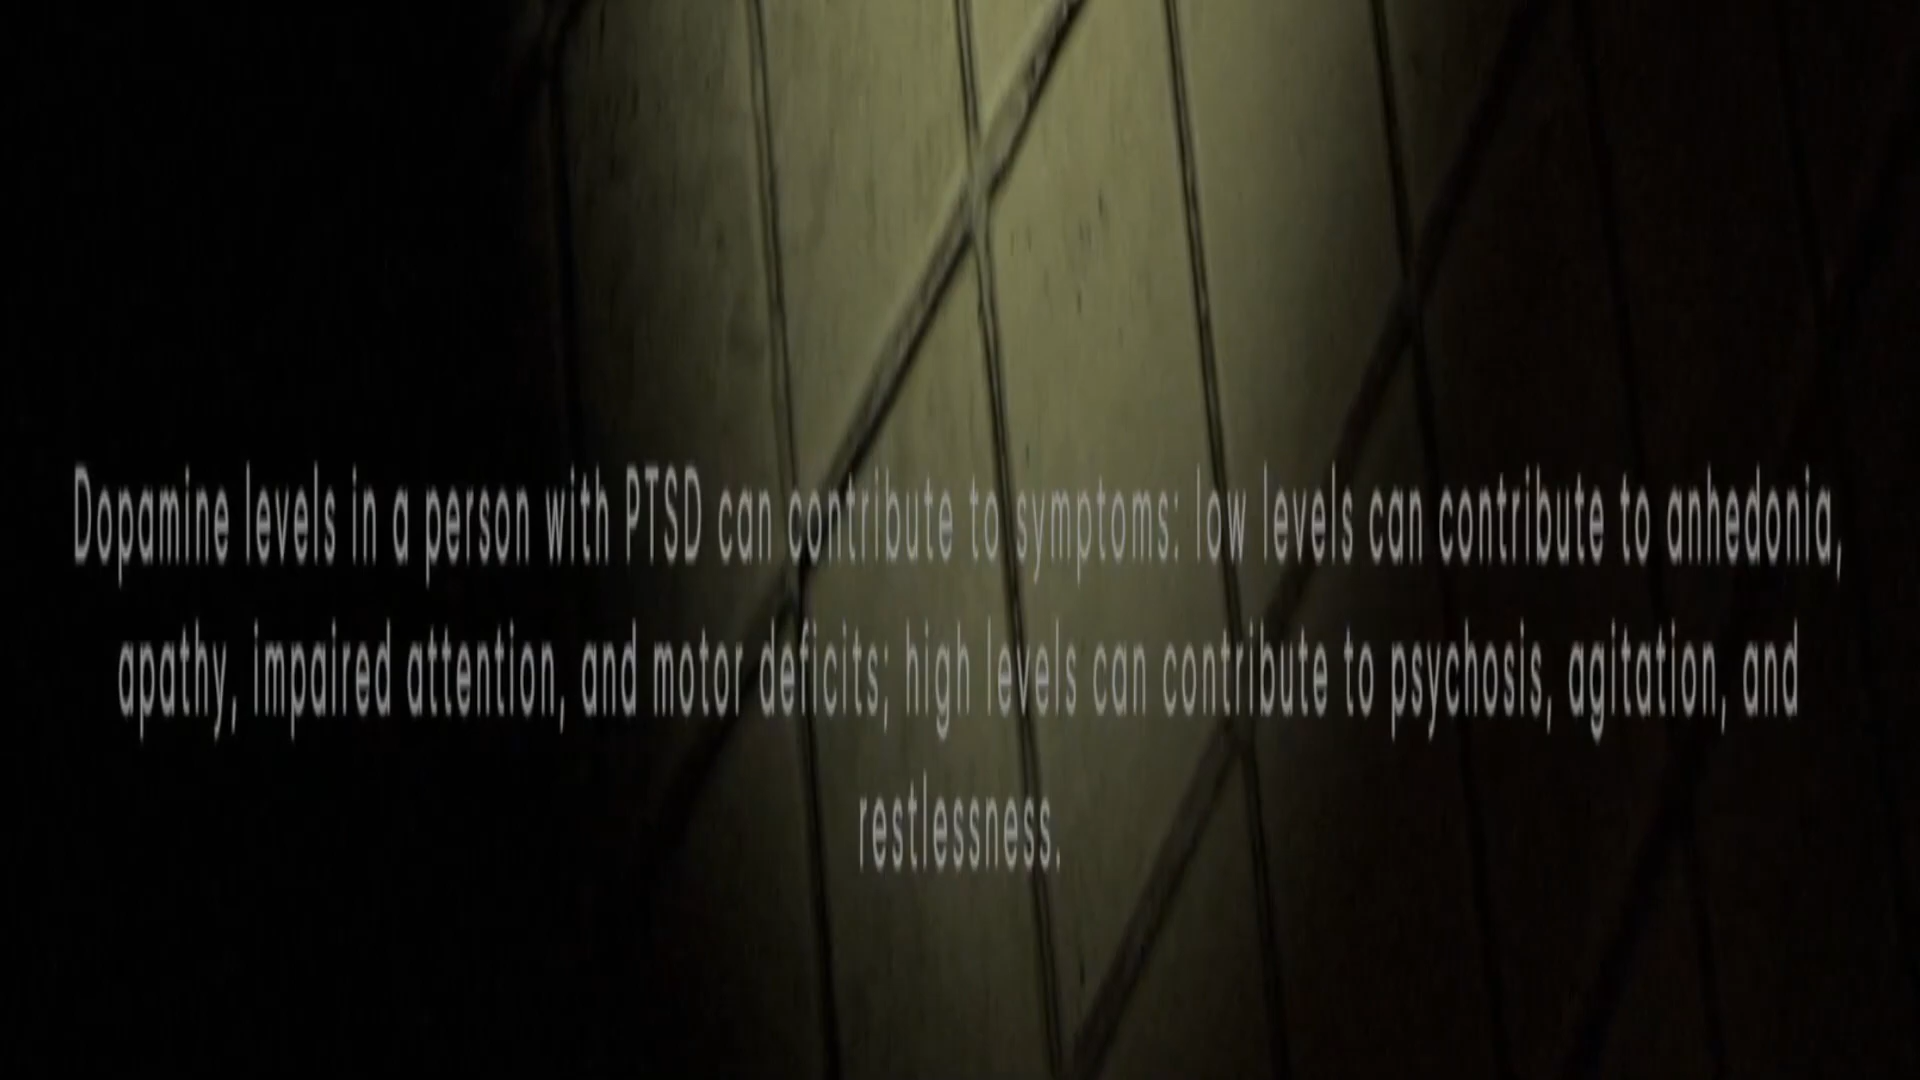 Dopamine levels in a person with PTSD can contribute to symptoms: low levels can contribute to anhedonia,
apathy, impaired attention, and motor deficits; high levels can contribute to psychosis, agitation, and
restlessness.